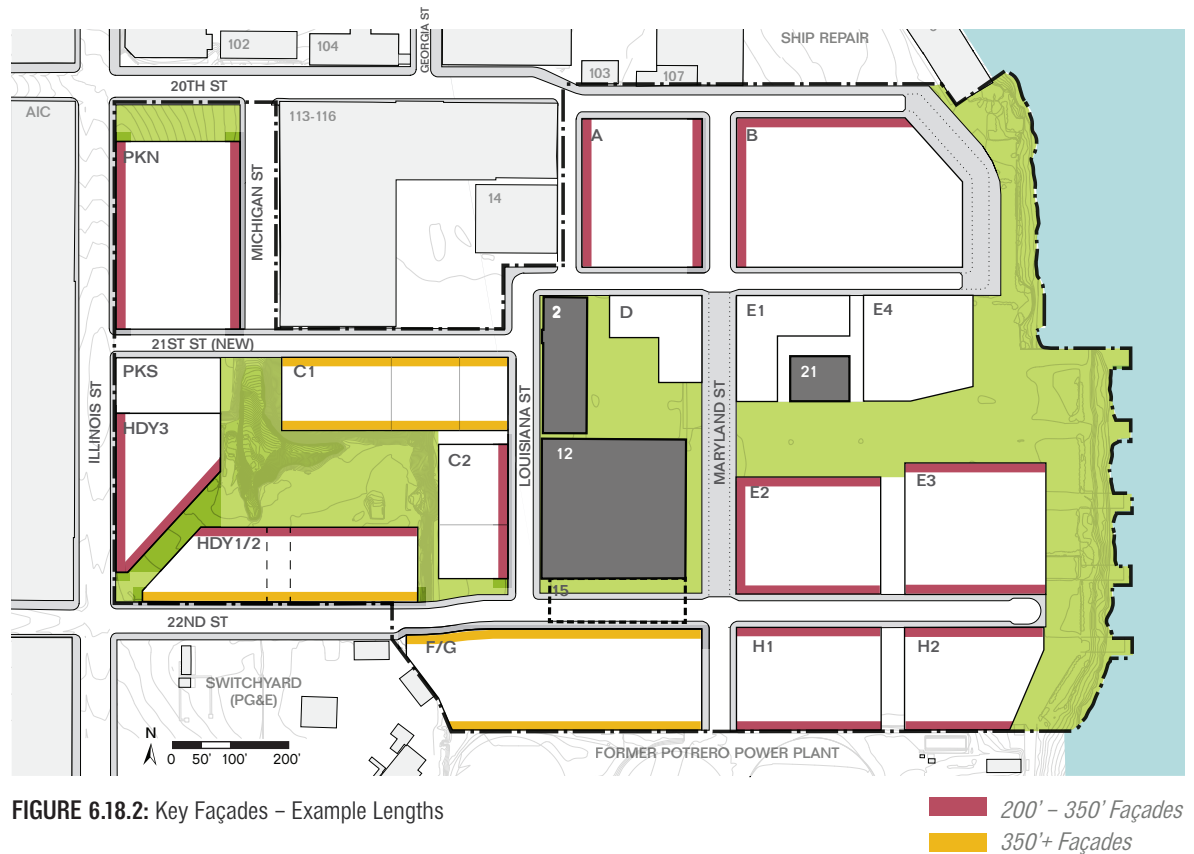 GEORGIA ST
SHIP REPAIR
102
104
103
107
20TH ST
AIC
113-116
A
B
PKN
MICHIGAN ST
14
2
D
E1
E4
21ST ST (NEW)
PKS
C1
21
ILLINOIS ST
HDY3
LOUISIANA ST
MARYLAND ST
12
C2
E2
E3
HDY1/2
15
22ND ST
F/G
H1
H2
SWITCHYARD
(PG&E)
N
0 50' 100' 200'
FORMER POTRERO POWER PLANT
FIGURE 6.18.2: Key Façades – Example Lengths
200' – 350' Façades
350'+ Façades